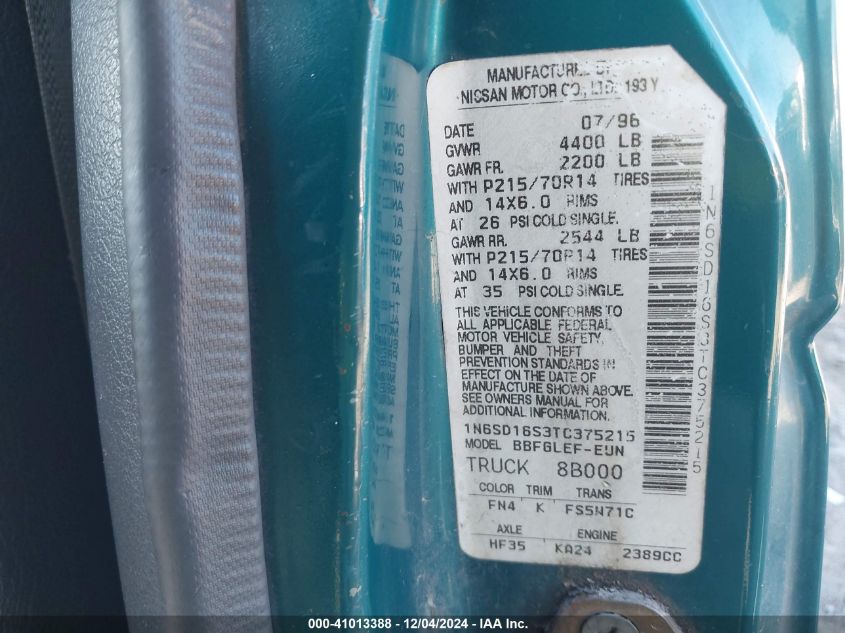 MANUFACTURED BY
NISSAN MOTOR CO., LTD. 193Y
DATE 07/96
GVWR 4400 LB
GAWR FR. 2200 LB
WITH P215/70R14 TIRES
AND 14X6.0 RIMS
AT 26 PSI COLD SINGLE.
GAWR RR. 2544 LB
WITH P215/70R14 TIRES
AND 14X6.0 RIMS
AT 35 PSI COLD SINGLE.
THIS VEHICLE CONFORMS TO
ALL APPLICABLE FEDERAL
MOTOR VEHICLE SAFETY,
BUMPER AND THEFT
PREVENTION STANDARDS IN
EFFECT ON THE DATE OF
MANUFACTURE SHOWN ABOVE.
SEE OWNERS MANUAL FOR
ADDITIONAL INFORMATION.
1N6SD16S3TC375215
MODEL BBFGLEF-EUN
TRUCK 8B000
COLOR TRIM TRANS
FN4 K FS5W71C
AXLE ENGINE
HF35 KA24 2389CC
1N6SD16S3TC375215
000-41013388 - 12/04/2024 - IAA Inc.